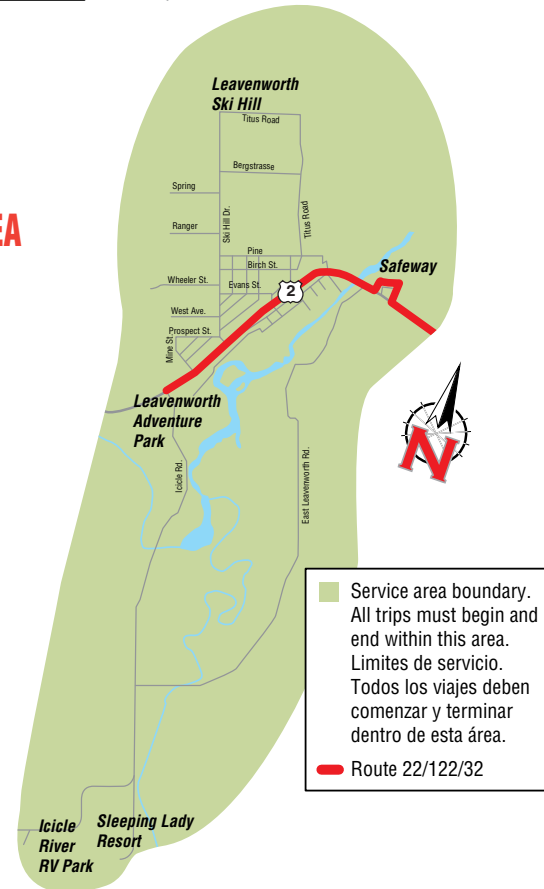 Leavenworth
Ski Hill
Titus Road
Bergstrasse
Spring
Ski Hill Dr.
Titus Road
Ranger
EA
Pine
Birch St.
Safeway
Wheeler St.
Evans St.
2
West Ave.
Prospect St.
Mine St.
Leavenworth
Adventure
Park
N
Icicle Rd.
East Leavenworth Rd.
Service area boundary.
All trips must begin and
end within this area.
Limites de servicio.
Todos los viajes deben
comenzar y terminar
dentro de esta área.
Route 22/122/32
Icicle
River
RV Park
Sleeping Lady
Resort